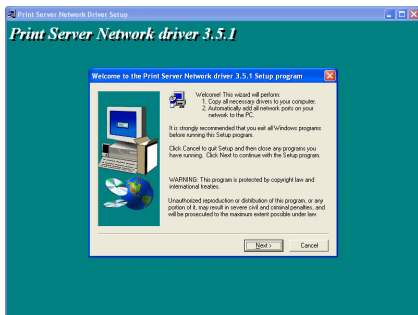 Print Server Network Driver Setup
Print Server Network driver 3.5.1
Welcome to the Print Server Network driver 3.5.1 Setup program
Welcome! This wizard will perform:
1. Copy all necessary drivers to your computer.
2. Automatically add all network ports on your
network to the PC.
It is strongly recommended that you exit all Windows programs
before running this Setup program.
Click Cancel to quit Setup and then close any programs you
have running. Click Next to continue with the Setup program.
WARNING: This program is protected by copyright law and
international treaties.
Unauthorized reproduction or distribution of this program, or any
portion of it, may result in severe civil and criminal penalties, and
will be prosecuted to the maximum extent possible under law.
Next >
Cancel